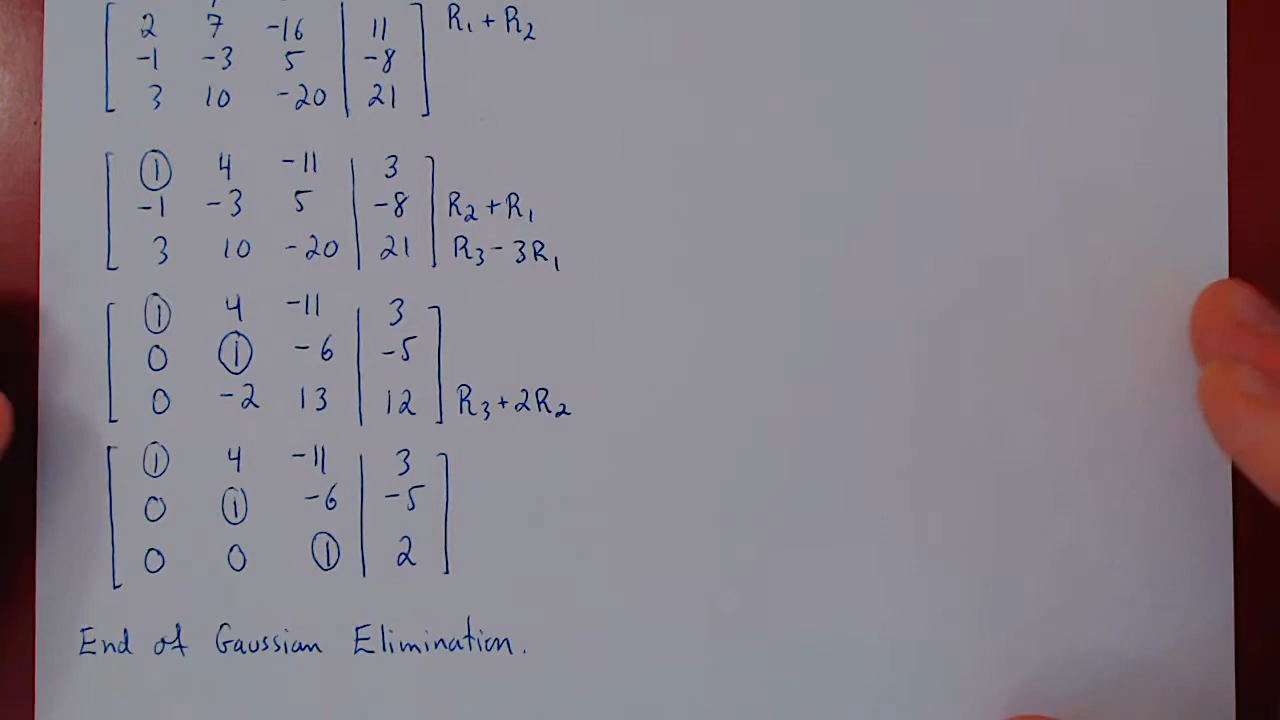 2 7 -16 | 11 R₁ + R₂
-1 -3 5 | -8
3 10 -20 | 21
1 4 -11 | 3
-1 -3 5 | -8 R₂ + R₁
3 10 -20 | 21 R₃ - 3R₁
1 4 -11 | 3
0 1 -6 | -5
0 -2 13 | 12 R₃ + 2R₂
1 4 -11 | 3
0 1 -6 | -5
0 0 1 | 2
End of Gaussian Elimination.